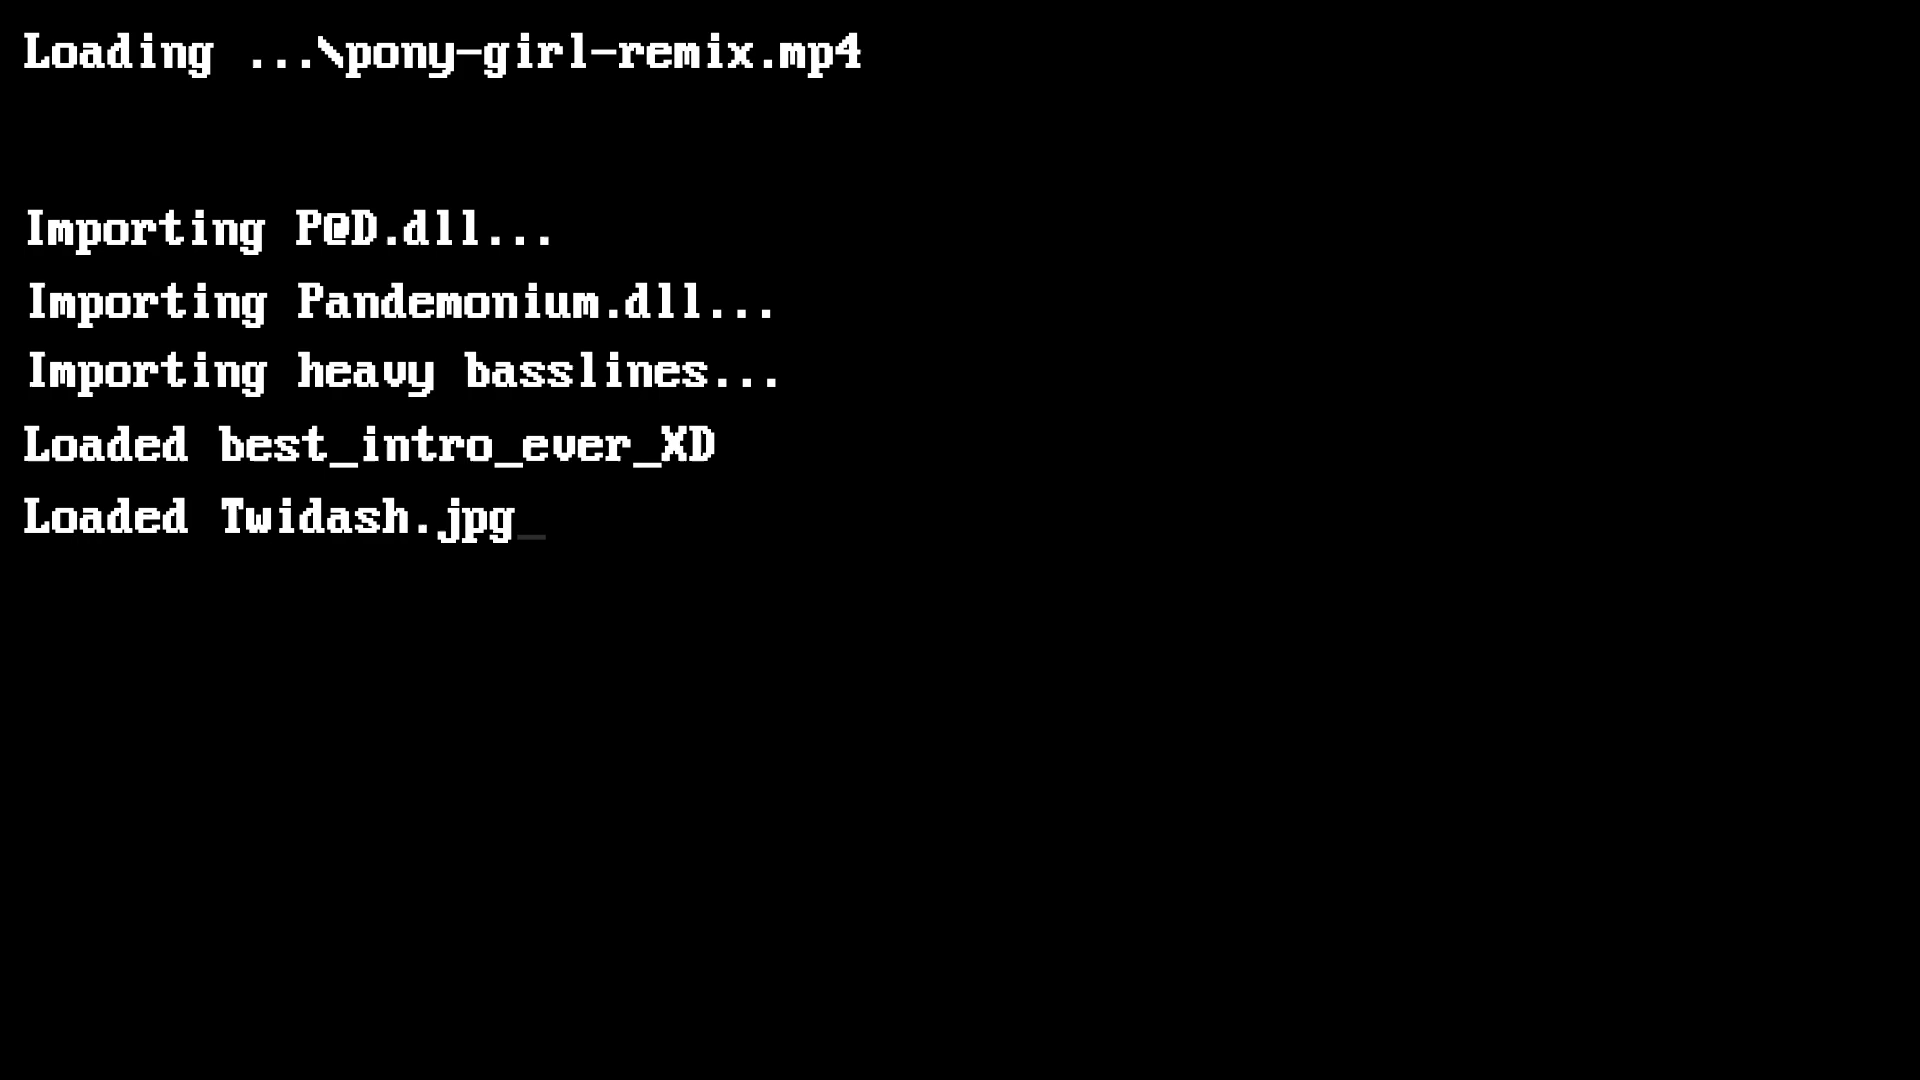 Loading ...\pony-girl-remix.mp4
Importing P@D.dll...
Importing Pandemonium.dll...
Importing heavy basslines...
Loaded best_intro_ever_XD
Loaded Twidash.jpg_